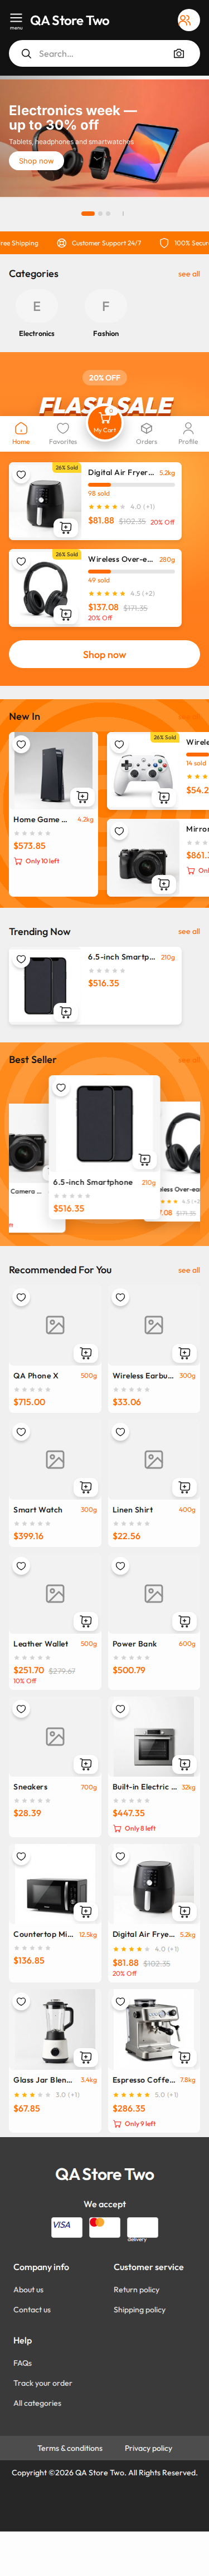 menu
QA Store Two
Search...
Electronics week —
up to 30% off
Tablets, headphones and smartwatches
Shop now
ree Shipping
Customer Support 24/7
100% Secur
Categories
see all
E
Electronics
F
Fashion
20% OFF
FLASH SALE
Home
Favorites
0
My Cart
Orders
Profile
26% Sold
Digital Air Fryer...
5.2kg
98 sold
4.0 (+1)
$81.88
$102.35
20% Off
26% Sold
Wireless Over-e...
280g
49 sold
4.5 (+2)
$137.08
$171.35
20% Off
Shop now
New In
Home Game ...
4.2kg
$573.85
Only 10 left
26% Sold
Wirele
14 sold
$54.2
Mirror
$861.
Onl
Trending Now
see all
6.5-inch Smartp...
210g
$516.35
Best Seller
see all
Camera ...
6.5-inch Smartphone
210g
$516.35
less Over-ea
4.5 (+2)
7.08
$171.35
Recommended For You
see all
QA Phone X
500g
$715.00
Wireless Earbu...
300g
$33.06
Smart Watch
300g
$399.16
Linen Shirt
400g
$22.56
Leather Wallet
500g
$251.70
$279.67
10% Off
Power Bank
600g
$500.79
Sneakers
700g
$28.39
Built-in Electric ...
32kg
$447.35
Only 8 left
Countertop Mi...
12.5kg
$136.85
Digital Air Frye...
5.2kg
4.0 (+1)
$81.88
$102.35
20% Off
Glass Jar Blen...
3.4kg
3.0 (+1)
$67.85
Espresso Coffe...
7.8kg
5.0 (+1)
$286.35
Only 9 left
QA Store Two
We accept
VISA
delivery
Company info
Customer service
About us
Return policy
Contact us
Shipping policy
Help
FAQs
Track your order
All categories
Terms & conditions
Privacy policy
Copyright ©2026 QA Store Two. All Rights Reserved.